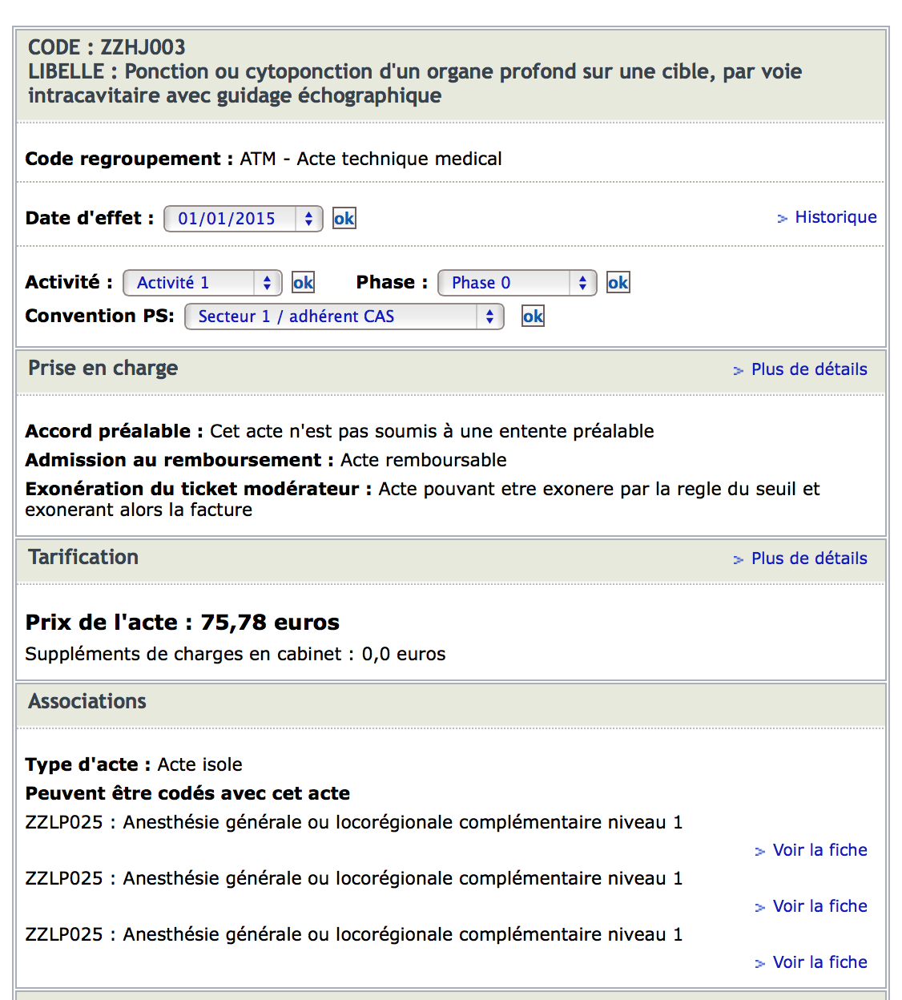 CODE : ZZHJ003
LIBELLE : Ponction ou cytoponction d'un organe profond sur une cible, par voie
intracavitaire avec guidage échographique
Code regroupement : ATM - Acte technique medical
Date d'effet : 01/01/2015 ok > Historique
Activité : Activité 1 ok Phase : Phase 0 ok
Convention PS: Secteur 1 / adhérent CAS ok
Prise en charge > Plus de détails
Accord préalable : Cet acte n'est pas soumis à une entente préalable
Admission au remboursement : Acte remboursable
Exonération du ticket modérateur : Acte pouvant etre exonere par la regle du seuil et
exonerant alors la facture
Tarification > Plus de détails
Prix de l'acte : 75,78 euros
Suppléments de charges en cabinet : 0,0 euros
Associations
Type d'acte : Acte isole
Peuvent être codés avec cet acte
ZZLP025 : Anesthésie générale ou locorégionale complémentaire niveau 1
> Voir la fiche
ZZLP025 : Anesthésie générale ou locorégionale complémentaire niveau 1
> Voir la fiche
ZZLP025 : Anesthésie générale ou locorégionale complémentaire niveau 1
> Voir la fiche